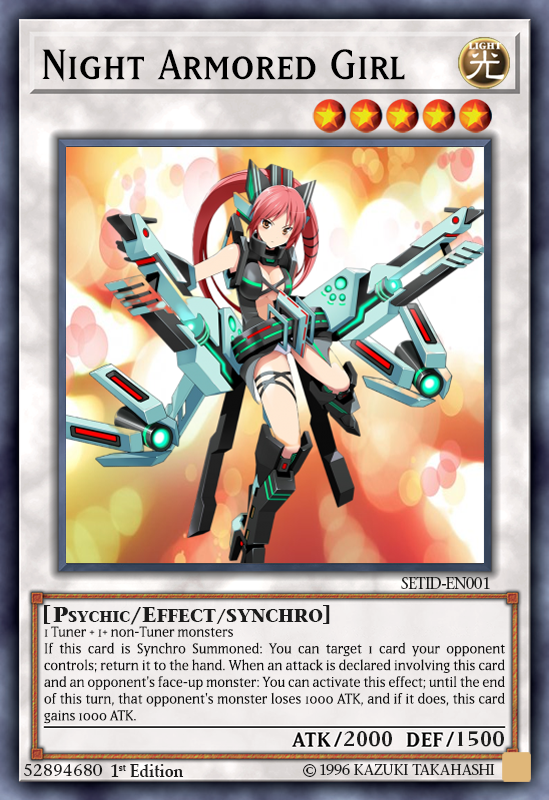 Night Armored Girl
LIGHT
光
SETID-EN001
[Psychic/Effect/synchro]
1 Tuner + 1+ non-Tuner monsters
If this card is Synchro Summoned: You can target 1 card your opponent
controls; return it to the hand. When an attack is declared involving this card
and an opponent's face-up monster: You can activate this effect; until the end
of this turn, that opponent's monster loses 1000 ATK, and if it does, this card
gains 1000 ATK.
ATK/2000 DEF/1500
52894680 1st Edition © 1996 KAZUKI TAKAHASHI